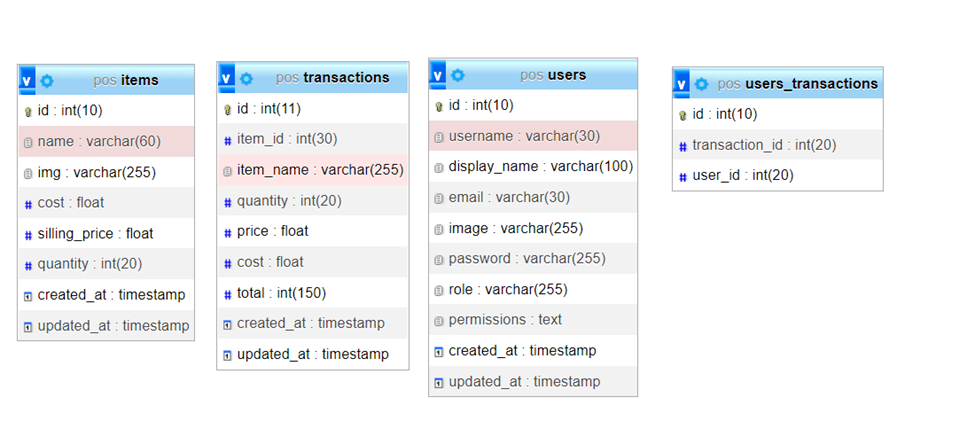 v pos items
id : int(10)
name : varchar(60)
img : varchar(255)
# cost : float
# silling_price : float
# quantity : int(20)
created_at : timestamp
updated_at : timestamp
v pos transactions
id : int(11)
# item_id : int(30)
item_name : varchar(255)
# quantity : int(20)
# price : float
# cost : float
# total : int(150)
created_at : timestamp
updated_at : timestamp
v pos users
id : int(10)
username : varchar(30)
display_name : varchar(100)
email : varchar(30)
image : varchar(255)
password : varchar(255)
role : varchar(255)
permissions : text
created_at : timestamp
updated_at : timestamp
v pos users_transactions
id : int(10)
# transaction_id : int(20)
# user_id : int(20)